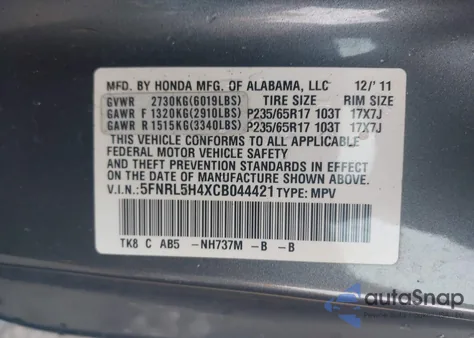 MFD. BY HONDA MFG. OF ALABAMA, LLC 12/'11
GVWR 2730KG(6019LBS) TIRE SIZE RIM SIZE
GAWR F 1320KG(2910LBS) P235/65R17 103T 17X7J
GAWR R 1515KG(3340LBS) P235/65R17 103T 17X7J
THIS VEHICLE CONFORMS TO ALL APPLICABLE
FEDERAL MOTOR VEHICLE SAFETY
AND THEFT PREVENTION STANDARDS IN EFFECT
ON THE DATE OF MANUFACTURE SHOWN ABOVE.
V.I.N: 5FNRL5H4XCB044421 TYPE: MPV
TK8 C AB5 -NH737M -B -B
autoSnap